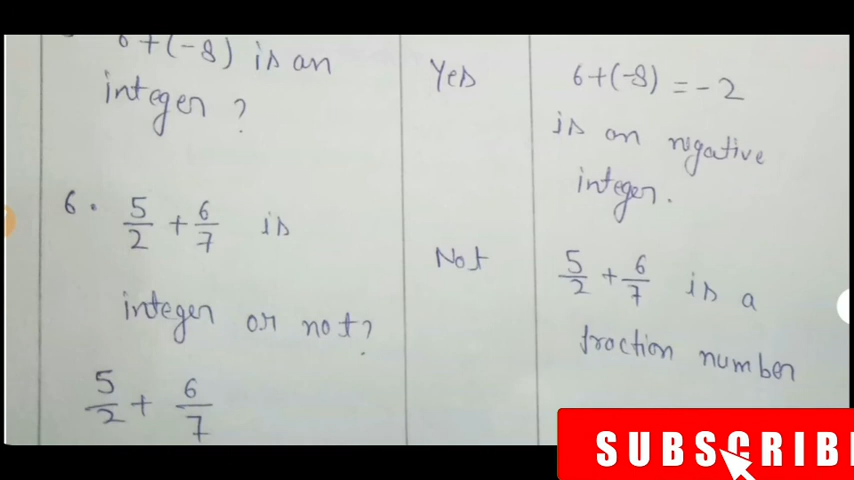 6+(-8) is an
integer?
Yes
6+(-8) = -2
is an nigative
integer.
6. 5/2 + 6/7 is
integer or not?
Not
5/2 + 6/7 is a
fraction number
5/2 + 6/7
SUBSCRIBE